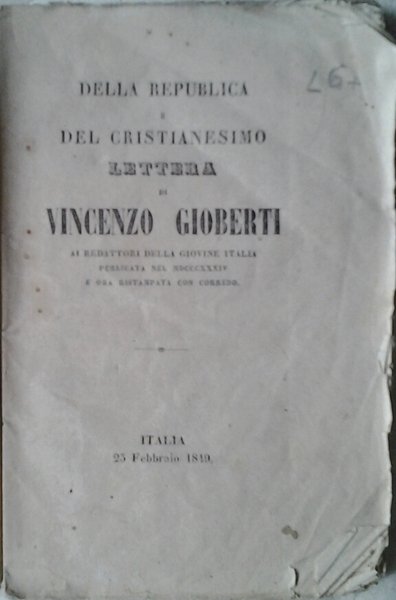 DELLA REPUBLICA
E
DEL CRISTIANESIMO
LETTERA
DI
VINCENZO GIOBERTI
AI REDATTORI DELLA GIOVINE ITALIA
PUBLICATA NEL MDCCCXXXIV
E ORA RISTAMPATA CON CORREDO.
ITALIA
25 Febbraio 1849.